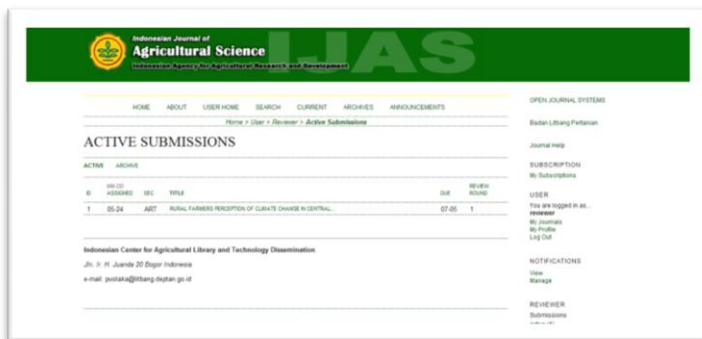 Indonesian Journal of
Agricultural Science
Indonesian Agency for Agricultural Research and Development
IJAS
HOME ABOUT USER HOME SEARCH CURRENT ARCHIVES ANNOUNCEMENTS
Home > User > Reviewer > Active Submissions
ACTIVE SUBMISSIONS
ACTIVE ARCHIVE
ID MM-DD ASSIGNED SEC TITLE DUE REVIEW ROUND
1 05-24 ART RURAL FARMERS PERCEPTION OF CLIMATE CHANGE IN CENTRAL... 07-05 1
Indonesian Center for Agricultural Library and Technology Dissemination
Jln. Ir. H. Juanda 20 Bogor Indonesia
e-mail: pustaka@litbang.deptan.go.id
OPEN JOURNAL SYSTEMS
Badan Litbang Pertanian
Journal Help
SUBSCRIPTION
My Subscriptions
USER
You are logged in as...
reviewer
My Journals
My Profile
Log Out
NOTIFICATIONS
View
Manage
REVIEWER
Submissions